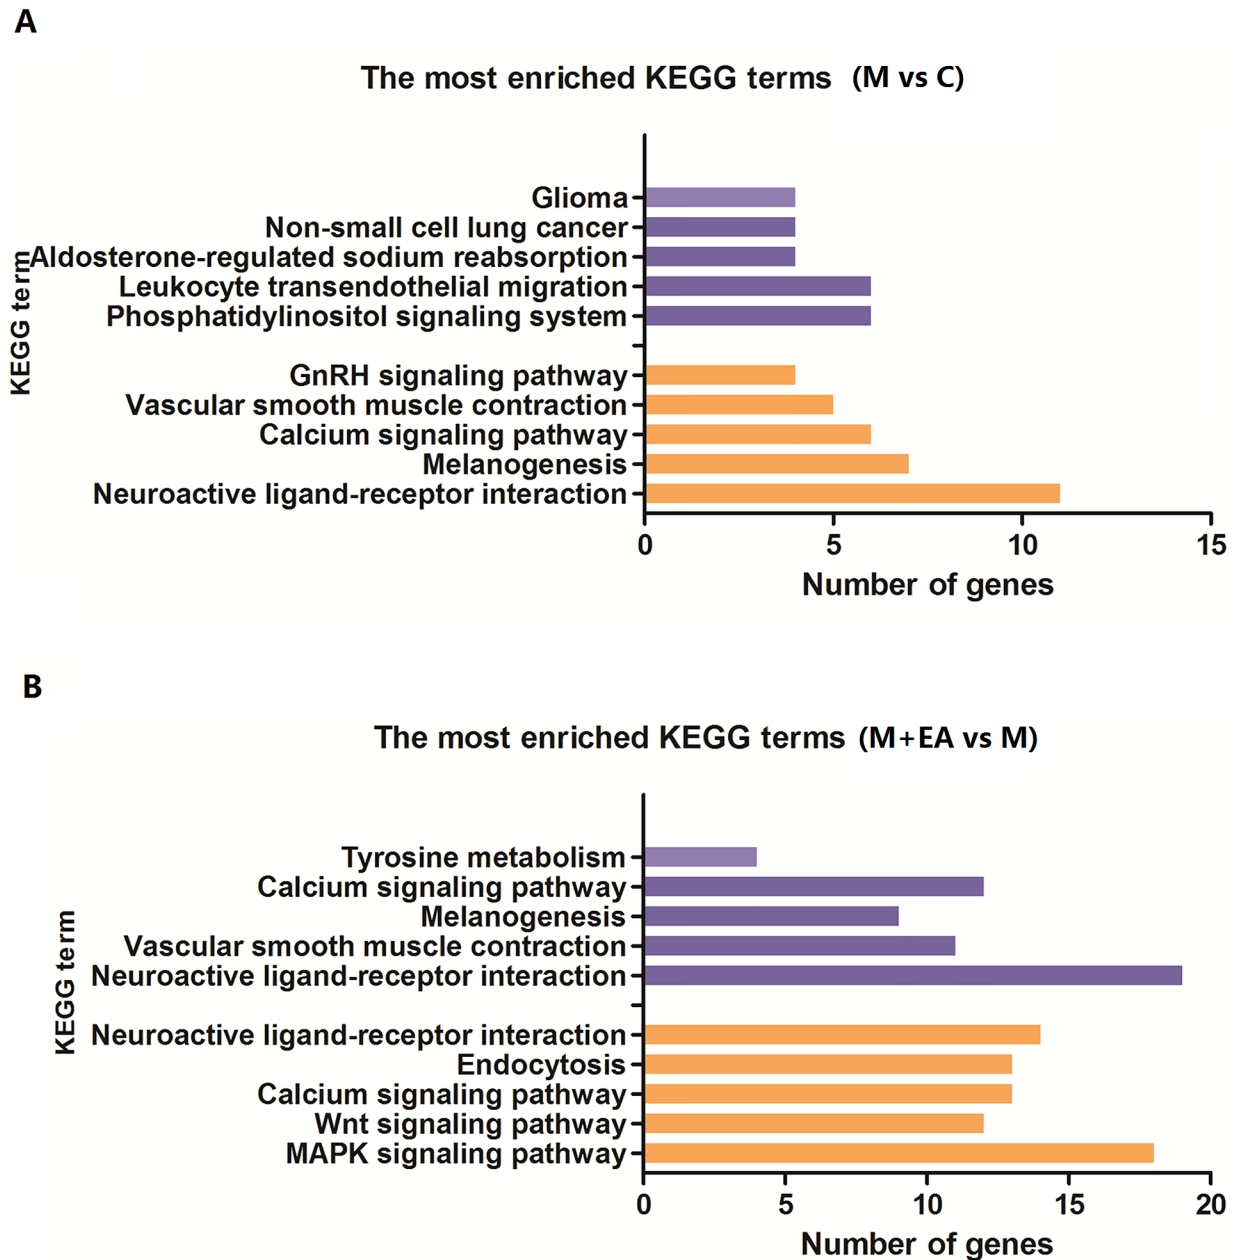 A
The most enriched KEGG terms (M vs C)
KEGG term
Glioma
Non-small cell lung cancer
Aldosterone-regulated sodium reabsorption
Leukocyte transendothelial migration
Phosphatidylinositol signaling system
GnRH signaling pathway
Vascular smooth muscle contraction
Calcium signaling pathway
Melanogenesis
Neuroactive ligand-receptor interaction
0 5 10 15
Number of genes
B
The most enriched KEGG terms (M+EA vs M)
KEGG term
Tyrosine metabolism
Calcium signaling pathway
Melanogenesis
Vascular smooth muscle contraction
Neuroactive ligand-receptor interaction
Neuroactive ligand-receptor interaction
Endocytosis
Calcium signaling pathway
Wnt signaling pathway
MAPK signaling pathway
0 5 10 15 20
Number of genes